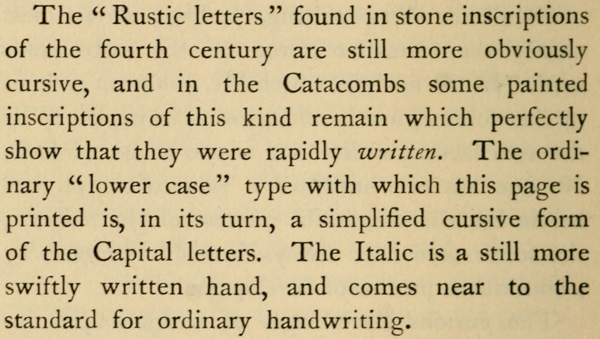 The “Rustic letters” found in stone inscriptions
of the fourth century are still more obviously
cursive, and in the Catacombs some painted
inscriptions of this kind remain which perfectly
show that they were rapidly written. The ordi-
nary “lower case” type with which this page is
printed is, in its turn, a simplified cursive form
of the Capital letters. The Italic is a still more
swiftly written hand, and comes near to the
standard for ordinary handwriting.